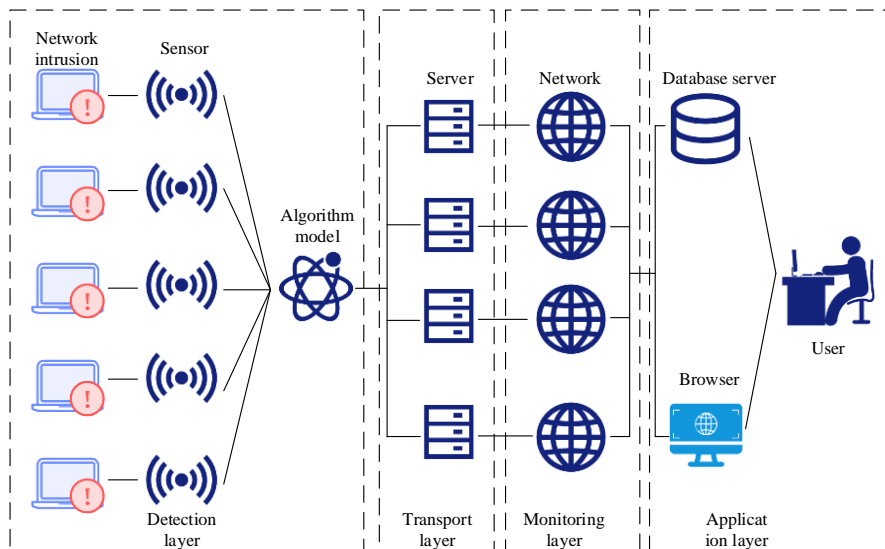 Network
intrusion
Sensor
Algorithm
model
Detection
layer
Server
Transport
layer
Network
Monitoring
layer
Database server
Browser
User
Applicat
ion layer
!
!
!
!
!